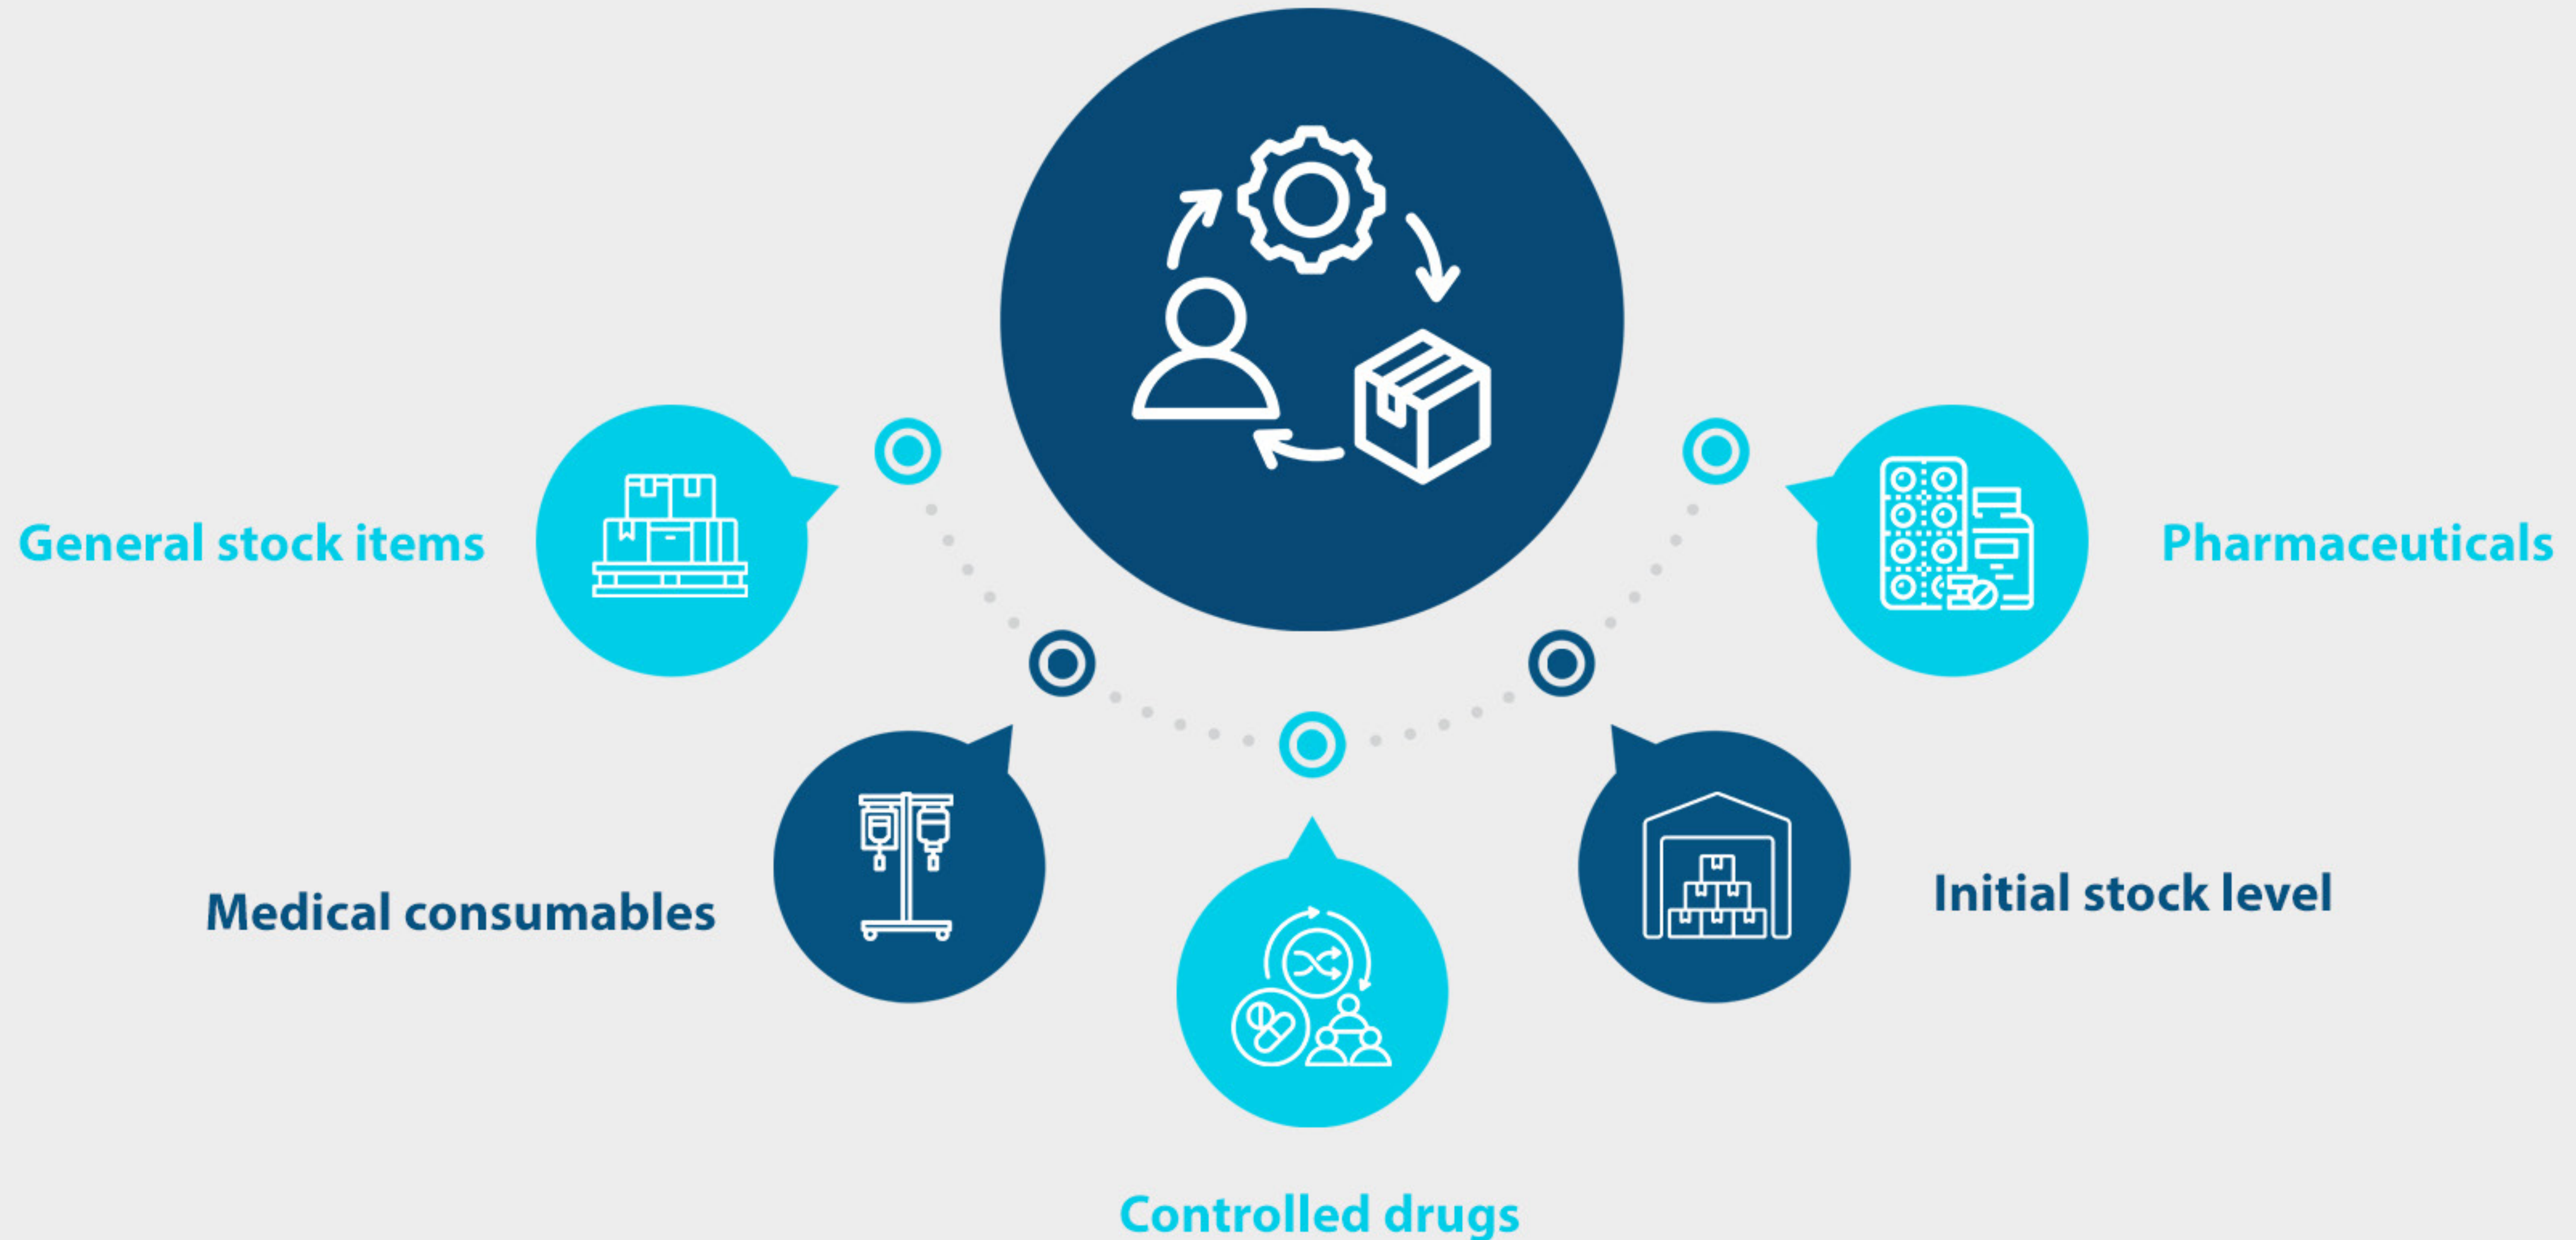 General stock items
Pharmaceuticals
Medical consumables
Initial stock level
Controlled drugs